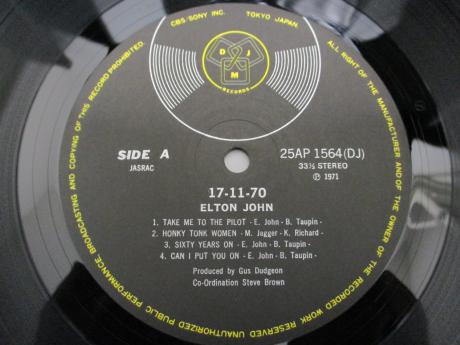 CBS/SONY INC. TOKYO JAPAN
ALL RIGHT OF THE MANUFACTURER AND OF THE OWNER OF THE RECORDED WORK RESERVED UNAUTHORIZED PUBLIC PERFORMANCE, BROADCASTING AND COPYING OF THIS RECORD PROHIBITED
D J
M
RECORDS
SIDE A
JASRAC
25AP 1564(DJ)
33⅓ STEREO
Ⓟ 1971
17-11-70
ELTON JOHN
1. TAKE ME TO THE PILOT - E. John - B. Taupin -
2. HONKY TONK WOMEN - M. Jagger - K. Richard -
3. SIXTY YEARS ON - E. John - B. Taupin -
4. CAN I PUT YOU ON - E. John - B. Taupin -
Produced by Gus Dudgeon
Co-Ordination Steve Brown